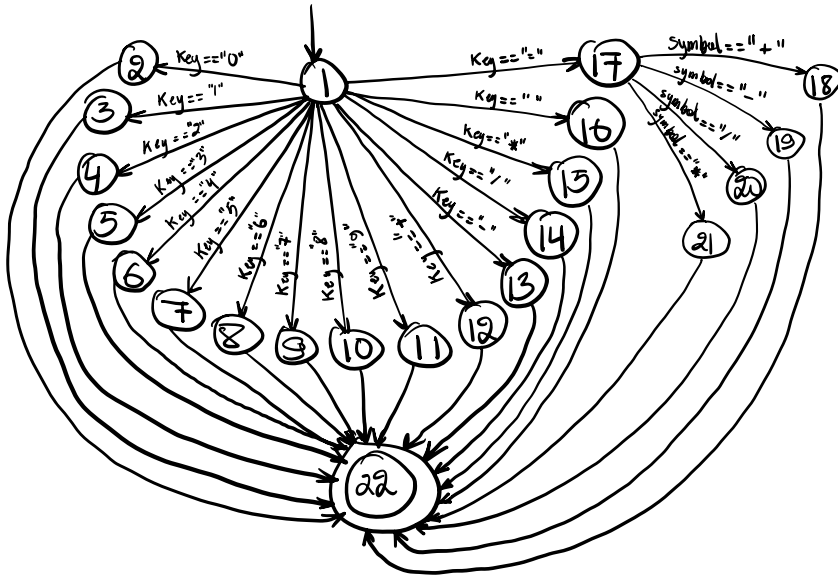 1
2
3
4
5
6
7
8
9
10
11
12
13
14
15
16
17
18
19
20
21
22
Key=="0"
Key=="1"
Key=="2"
Key=="3"
Key=="4"
Key=="5"
Key=="6"
Key=="7"
Key=="8"
Key=="9"
Key=="+"
Key=="-"
Key=="/"
Key=="*"
Key==" "
Key=="="
Symbol=="+"
symbol=="-"
symbol=="/"
symbol=="*"